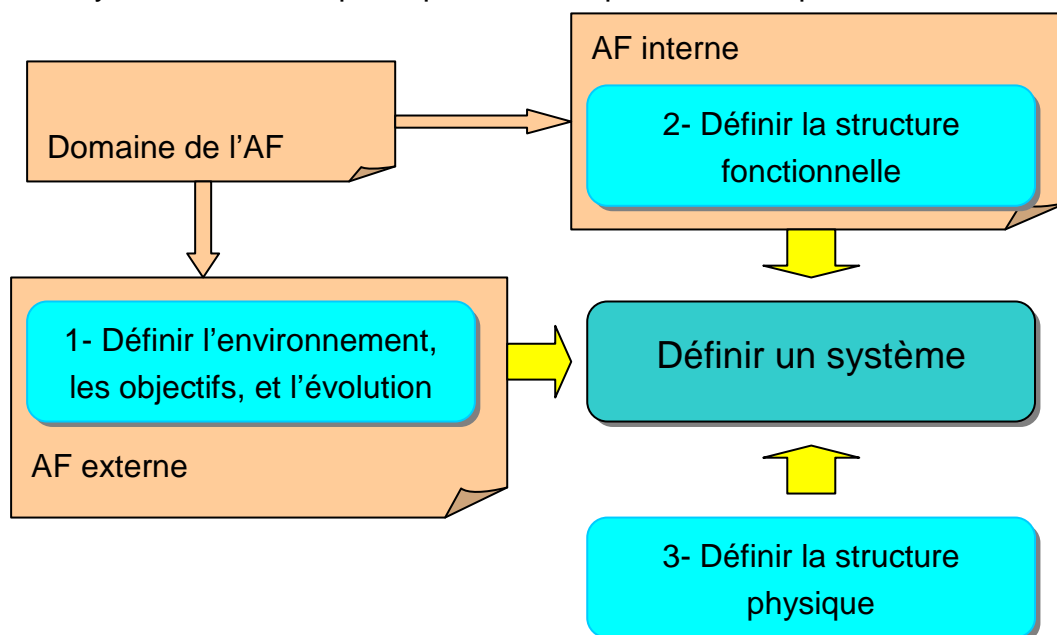 AF interne
2- Définir la structure
fonctionnelle
Domaine de l’AF
1- Définir l’environnement,
les objectifs, et l’évolution
AF externe
Définir un système
3- Définir la structure
physique